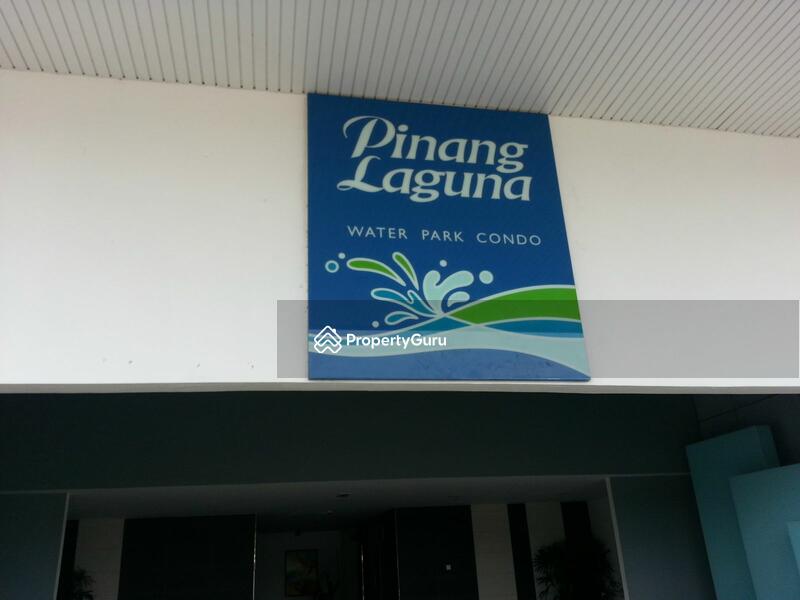 Pinang
Laguna
WATER PARK CONDO
PropertyGuru